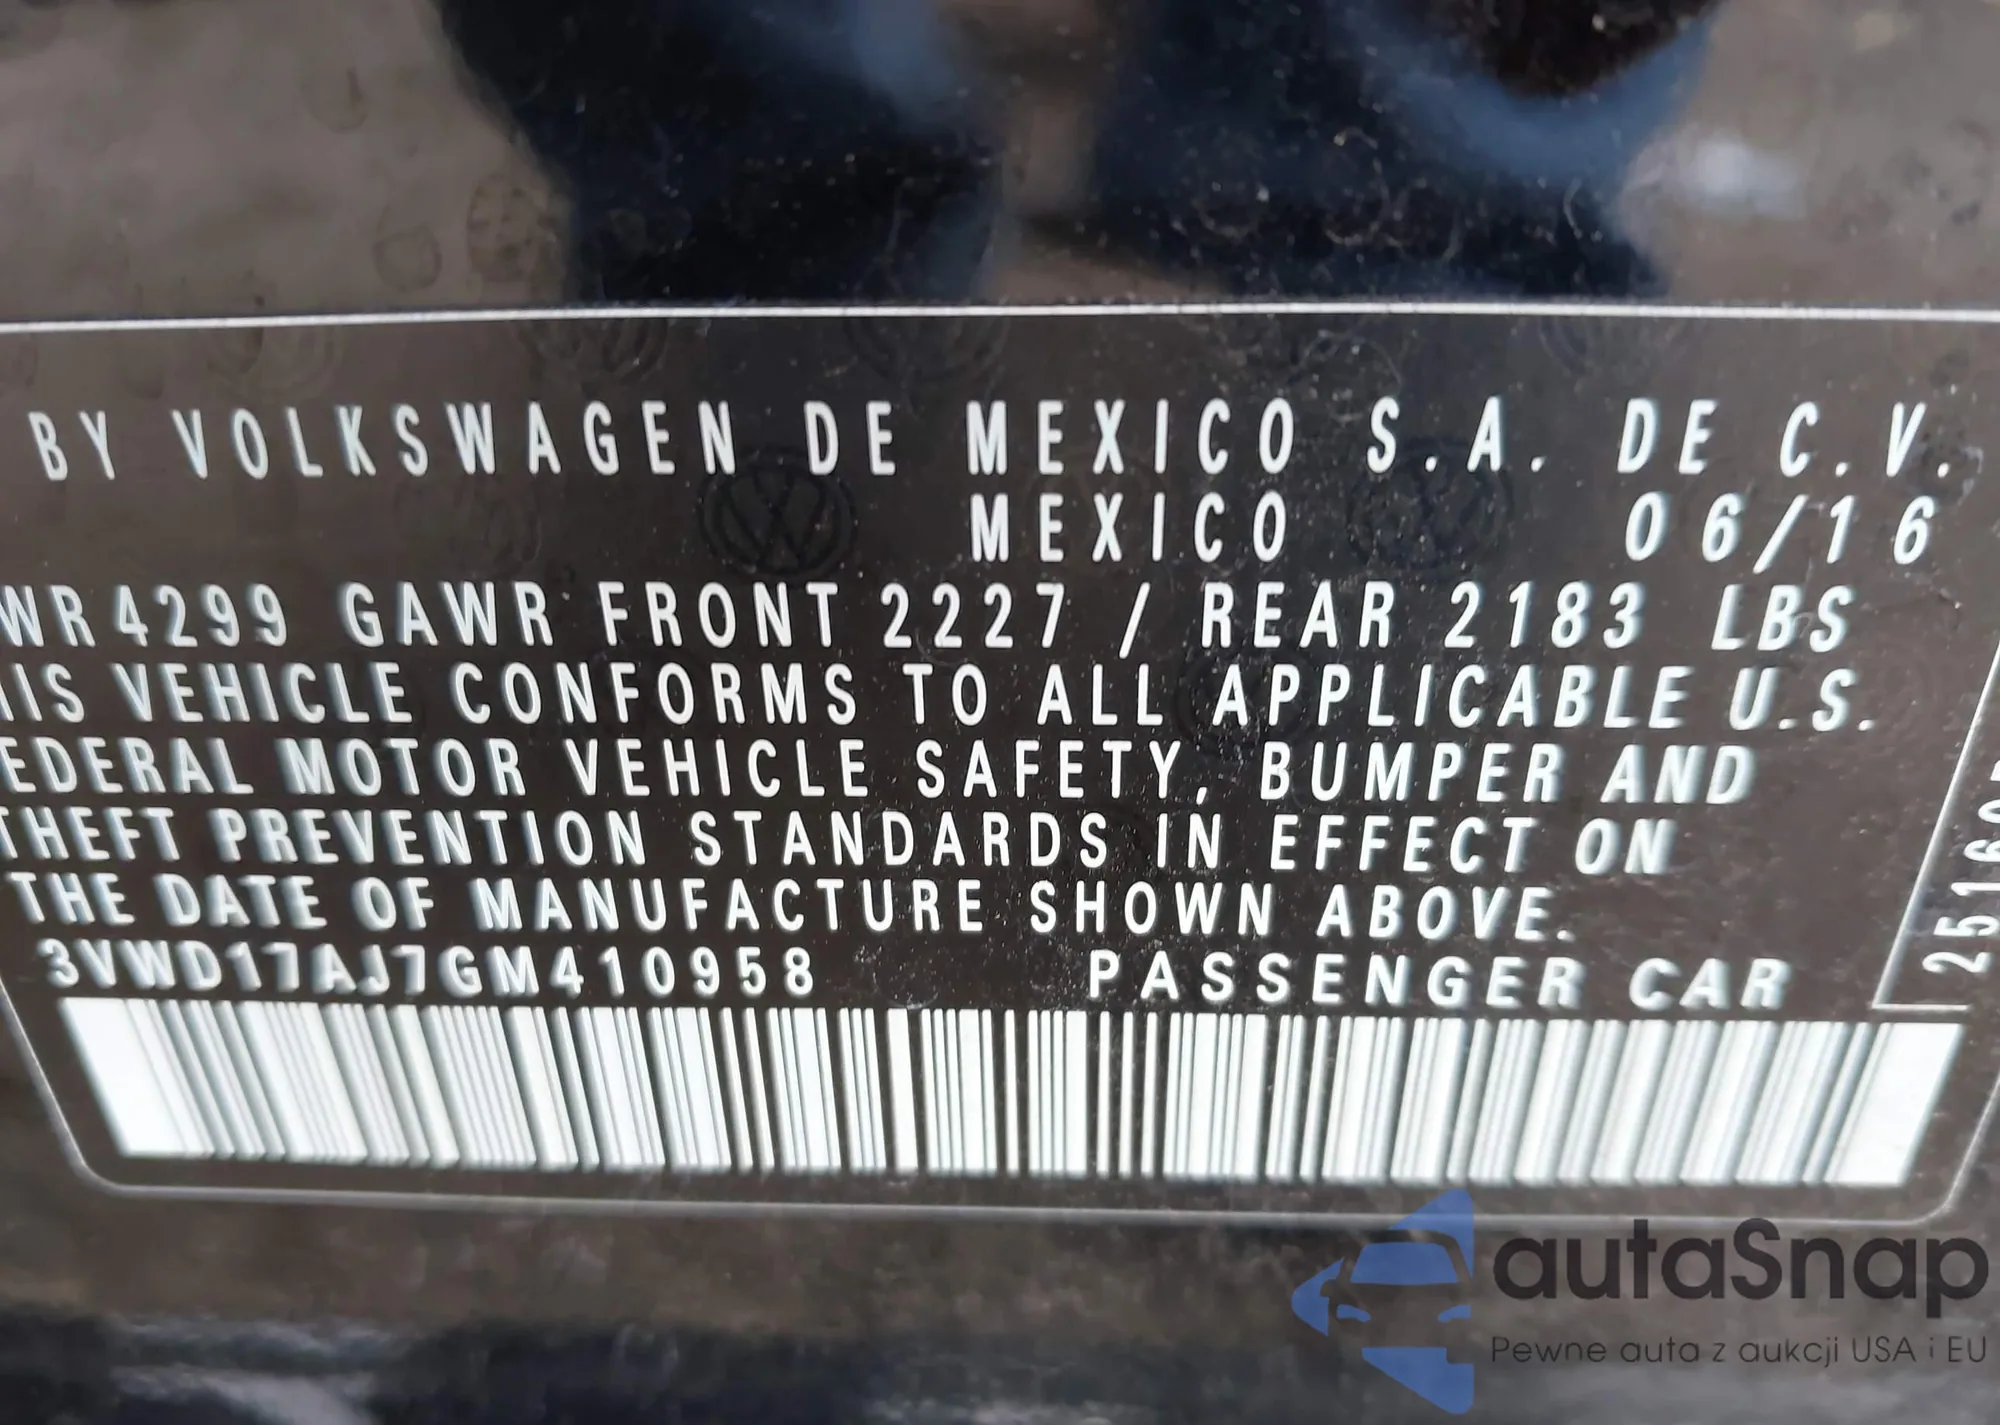 BY VOLKSWAGEN DE MEXICO S.A. DE C.V.
MEXICO 06/16
WR4299 GAWR FRONT 2227 / REAR 2183 LBS
IS VEHICLE CONFORMS TO ALL APPLICABLE U.S.
EDERAL MOTOR VEHICLE SAFETY, BUMPER AND
THEFT PREVENTION STANDARDS IN EFFECT ON
THE DATE OF MANUFACTURE SHOWN ABOVE.
3VWD17AJ7GM410958 PASSENGER CAR
autaSnap
Pewne auta z aukcji USA i EU